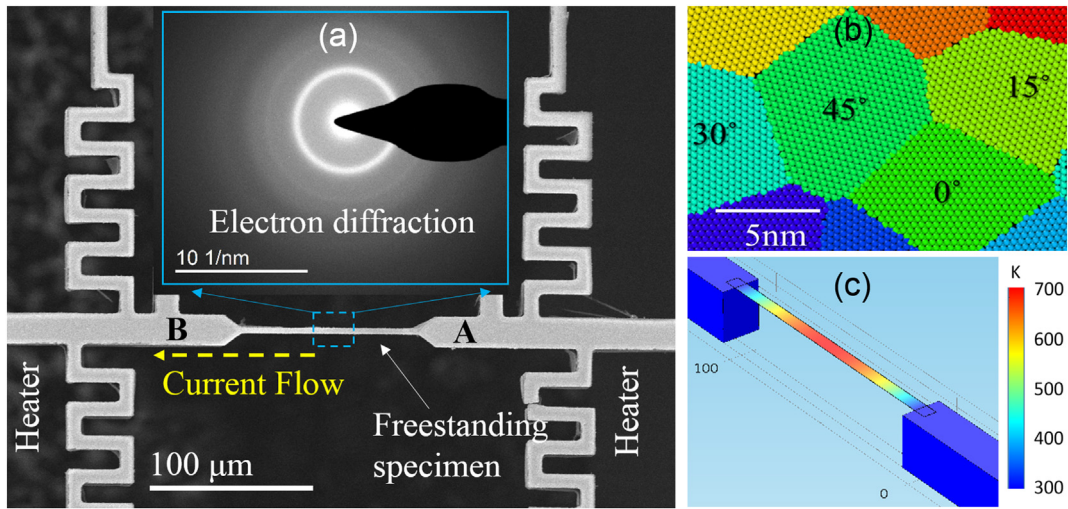 (a)
Electron diffraction
10 1/nm
B
A
Current Flow
Heater
Freestanding
specimen
Heater
100 μm
(b)
45°
15°
30°
0°
5nm
(c)
K
700
600
500
400
300
100
0